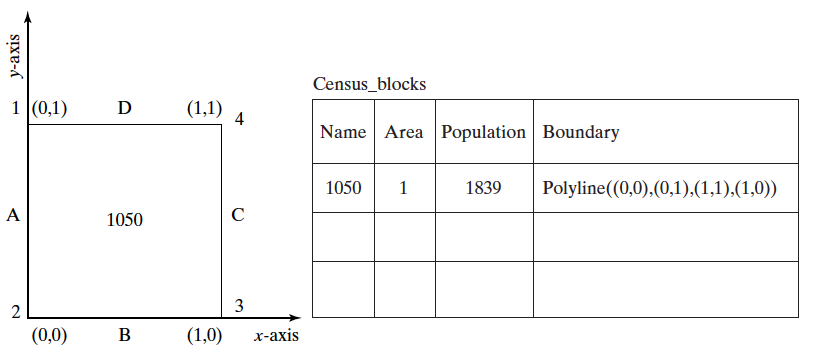 y-axis
1 (0,1) D (1,1) 4
A 1050 C
2 3
(0,0) B (1,0) x-axis
Census_blocks
Name Area Population Boundary
1050 1 1839 Polyline((0,0),(0,1),(1,1),(1,0))